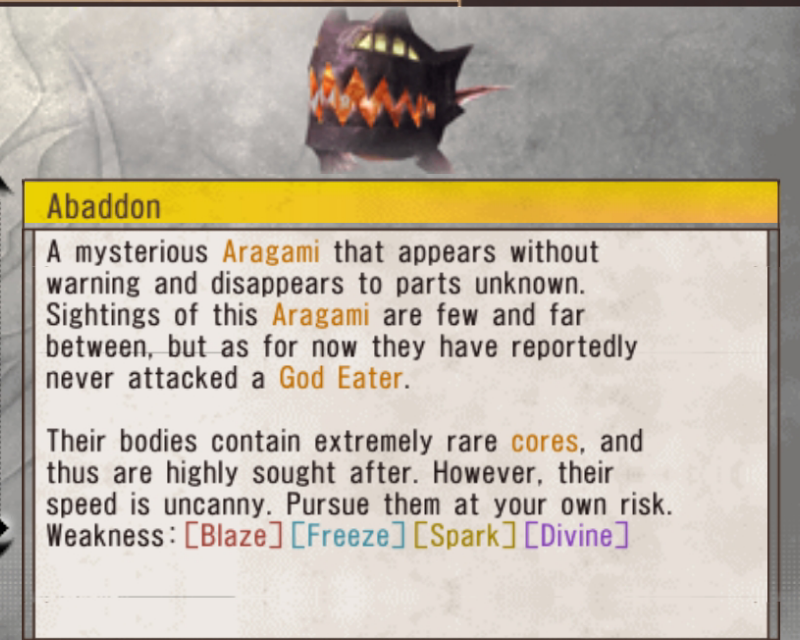 Abaddon
A mysterious Aragami that appears without
warning and disappears to parts unknown.
Sightings of this Aragami are few and far
between, but as for now they have reportedly
never attacked a God Eater.
Their bodies contain extremely rare cores, and
thus are highly sought after. However, their
speed is uncanny. Pursue them at your own risk.
Weakness:[Blaze][Freeze][Spark][Divine]